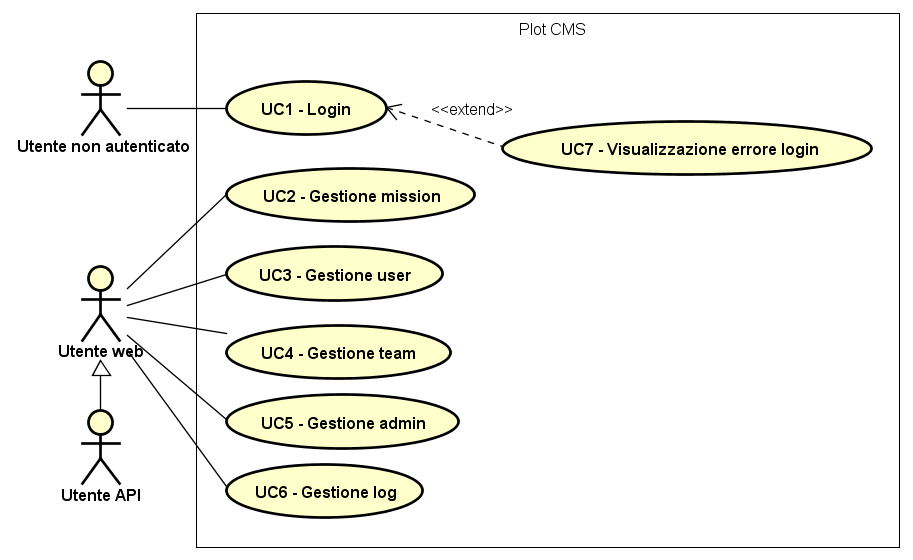 Plot CMS
Utente non autenticato
UC1 - Login
<<extend>>
UC7 - Visualizzazione errore login
UC2 - Gestione mission
UC3 - Gestione user
Utente web
UC4 - Gestione team
UC5 - Gestione admin
Utente API
UC6 - Gestione log